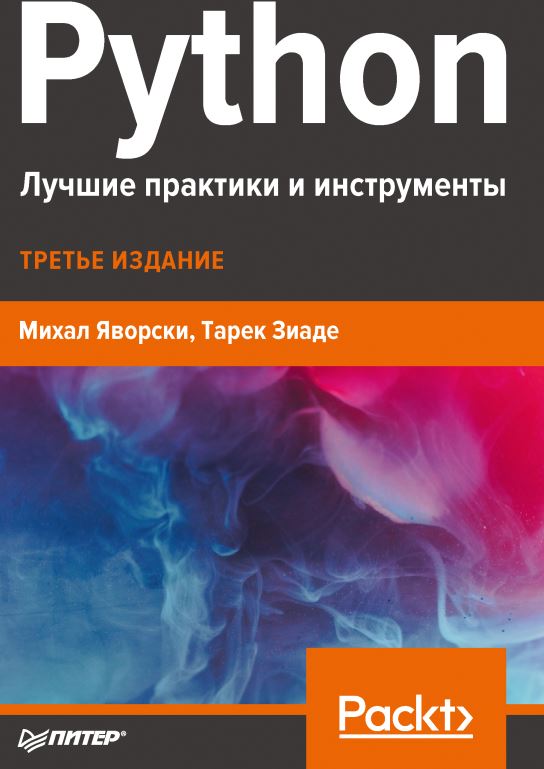 Python
Лучшие практики и инструменты
ТРЕТЬЕ ИЗДАНИЕ
Михал Яворски, Тарек Зиаде
Packt>
ПИТЕР®